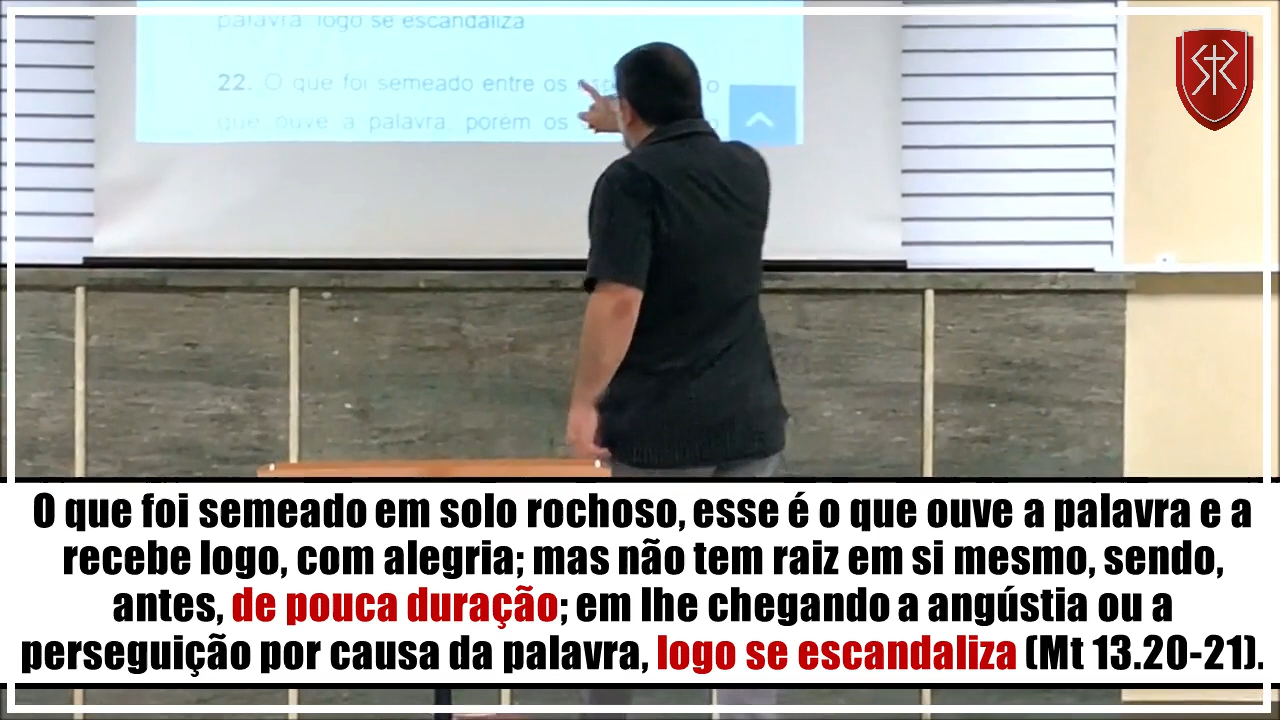 palavra, logo se escandaliza
22. O que foi semeado entre os
que ouve a palavra, porém os
O que foi semeado em solo rochoso, esse é o que ouve a palavra e a
recebe logo, com alegria; mas não tem raiz em si mesmo, sendo,
antes, de pouca duração; em lhe chegando a angústia ou a
perseguição por causa da palavra, logo se escandaliza (Mt 13.20-21).